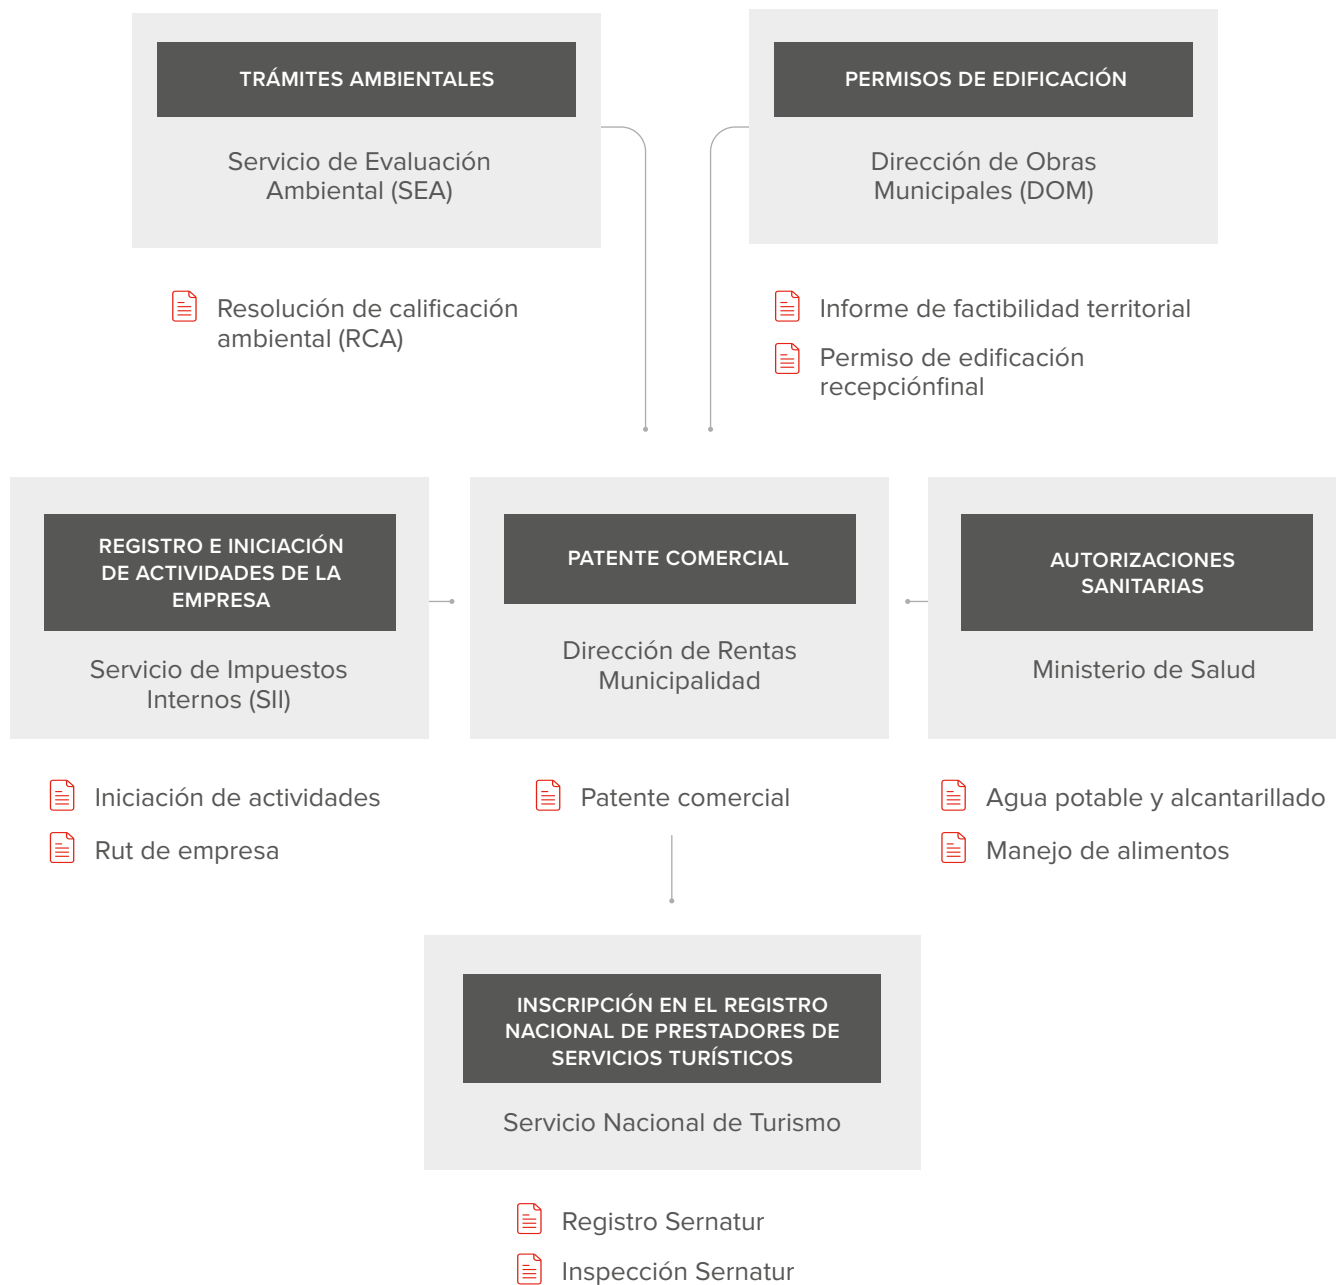 TRÁMITES AMBIENTALES
Servicio de Evaluación
Ambiental (SEA)
Resolución de calificación
ambiental (RCA)
PERMISOS DE EDIFICACIÓN
Dirección de Obras
Municipales (DOM)
Informe de factibilidad territorial
Permiso de edificación
recepciónfinal
REGISTRO E INICIACIÓN
DE ACTIVIDADES DE LA
EMPRESA
Servicio de Impuestos
Internos (SII)
Iniciación de actividades
Rut de empresa
PATENTE COMERCIAL
Dirección de Rentas
Municipalidad
Patente comercial
AUTORIZACIONES
SANITARIAS
Ministerio de Salud
Agua potable y alcantarillado
Manejo de alimentos
INSCRIPCIÓN EN EL REGISTRO
NACIONAL DE PRESTADORES DE
SERVICIOS TURÍSTICOS
Servicio Nacional de Turismo
Registro Sernatur
Inspección Sernatur